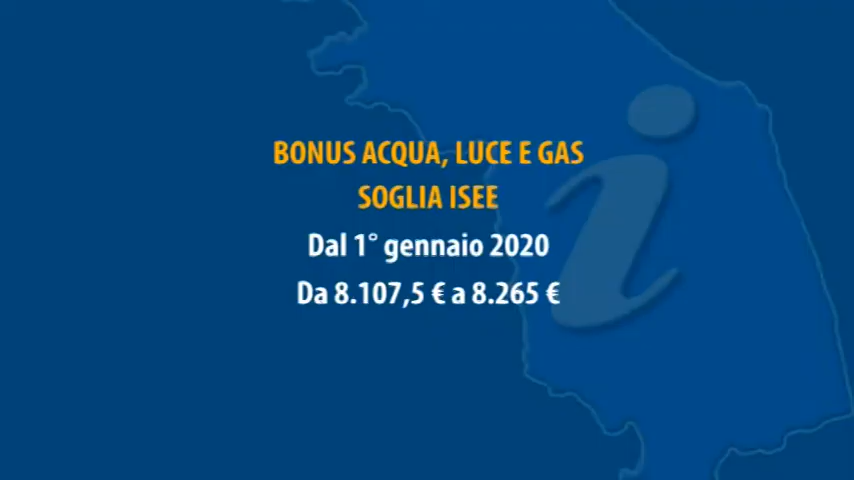 BONUS ACQUA, LUCE E GAS
SOGLIA ISEE
Dal 1° gennaio 2020
Da 8.107,5 € a 8.265 €